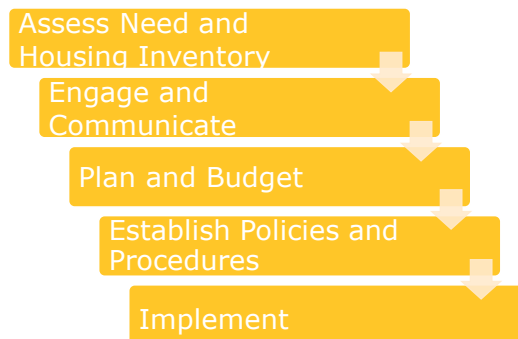 Assess Need and
Housing Inventory
Engage and
Communicate
Plan and Budget
Establish Policies and
Procedures
Implement